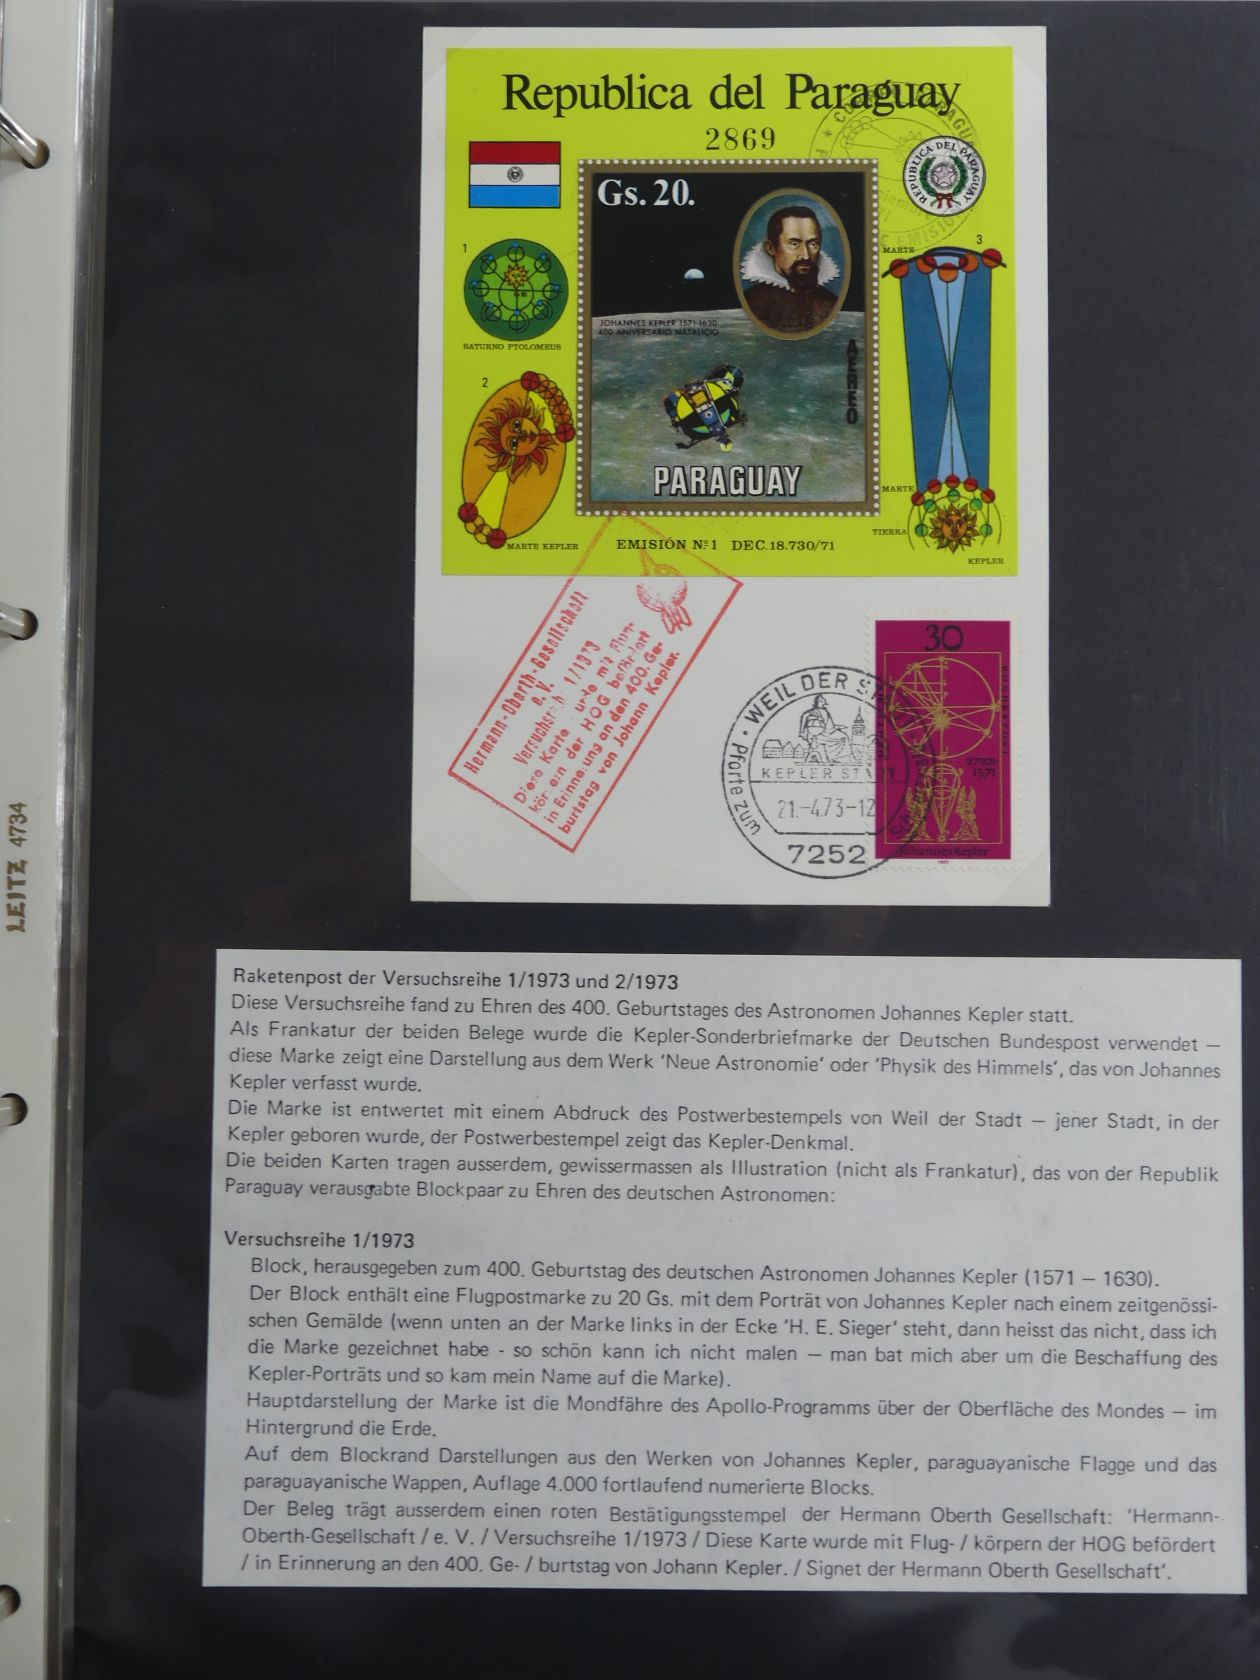 Republica del Paraguay
2869
REPUBLICA DEL PARAGUAY
Gs. 20.
1
SATURNO PTOLOMEUS
JOHANNES KEPLER 1571-1630
400 ANIVERSARIO NATALICIO
AEREO
MARTE
3
2
MARTE KEPLER
PARAGUAY
MARTE
TIERRA
KEPLER
EMISIÓN Nº 1 DEC. 18.730/71
Hermann-Oberth-Gesellschaft
e. V.
Versuchsreihe 1/1973
Diese Karte wurde mit Flug-
körpern der HOG befördert
in Erinnerung an den 400. Ge-
burtstag von Johann Kepler.
30
27XII
1571
Johannes Kepler
1971
WEIL DER STADT
Pforte zum
KEPLER STADT
21.-4.73-12
7252
LEITZ 4734
Raketenpost der Versuchsreihe 1/1973 und 2/1973
Diese Versuchsreihe fand zu Ehren des 400. Geburtstages des Astronomen Johannes Kepler statt.
Als Frankatur der beiden Belege wurde die Kepler-Sonderbriefmarke der Deutschen Bundespost verwendet –
diese Marke zeigt eine Darstellung aus dem Werk 'Neue Astronomie' oder 'Physik des Himmels', das von Johannes
Kepler verfasst wurde.
Die Marke ist entwertet mit einem Abdruck des Postwerbestempels von Weil der Stadt – jener Stadt, in der
Kepler geboren wurde, der Postwerbestempel zeigt das Kepler-Denkmal.
Die beiden Karten tragen ausserdem, gewissermassen als Illustration (nicht als Frankatur), das von der Republik
Paraguay verausgabte Blockpaar zu Ehren des deutschen Astronomen:
Versuchsreihe 1/1973
Block, herausgegeben zum 400. Geburtstag des deutschen Astronomen Johannes Kepler (1571 – 1630).
Der Block enthält eine Flugpostmarke zu 20 Gs. mit dem Porträt von Johannes Kepler nach einem zeitgenössi-
schen Gemälde (wenn unten an der Marke links in der Ecke 'H. E. Sieger' steht, dann heisst das nicht, dass ich
die Marke gezeichnet habe - so schön kann ich nicht malen – man bat mich aber um die Beschaffung des
Kepler-Porträts und so kam mein Name auf die Marke).
Hauptdarstellung der Marke ist die Mondfähre des Apollo-Programms über der Oberfläche des Mondes – im
Hintergrund die Erde.
Auf dem Blockrand Darstellungen aus den Werken von Johannes Kepler, paraguayanische Flagge und das
paraguayanische Wappen, Auflage 4.000 fortlaufend numerierte Blocks.
Der Beleg trägt ausserdem einen roten Bestätigungsstempel der Hermann Oberth Gesellschaft: 'Hermann-
Oberth-Gesellschaft / e. V. / Versuchsreihe 1/1973 / Diese Karte wurde mit Flug- / körpern der HOG befördert
/ in Erinnerung an den 400. Ge- / burtstag von Johann Kepler. / Signet der Hermann Oberth Gesellschaft'.